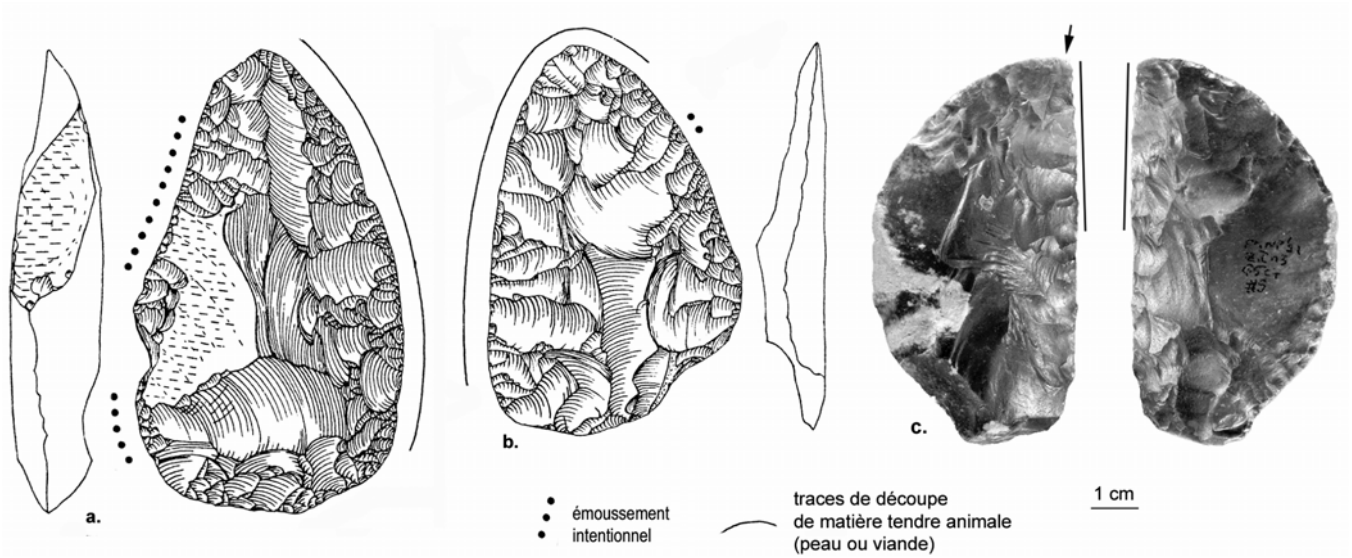 a.
b.
c.
émoussement
intentionnel
traces de découpe
de matière tendre animale
(peau ou viande)
1 cm